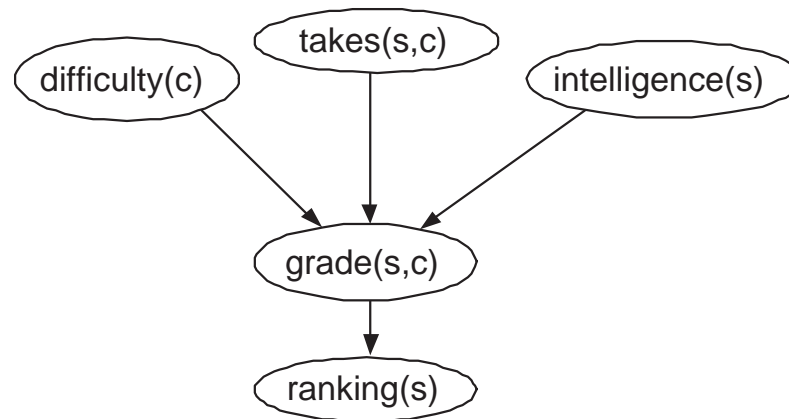 takes(s,c)
difficulty(c)
intelligence(s)
grade(s,c)
ranking(s)